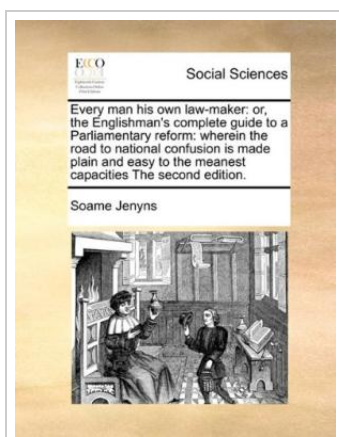 ECCO
Social Sciences
Every man his own law-maker: or,
the Englishman's complete guide to a
Parliamentary reform: wherein the
road to national confusion is made
plain and easy to the meanest
capacities The second edition.
Soame Jenyns